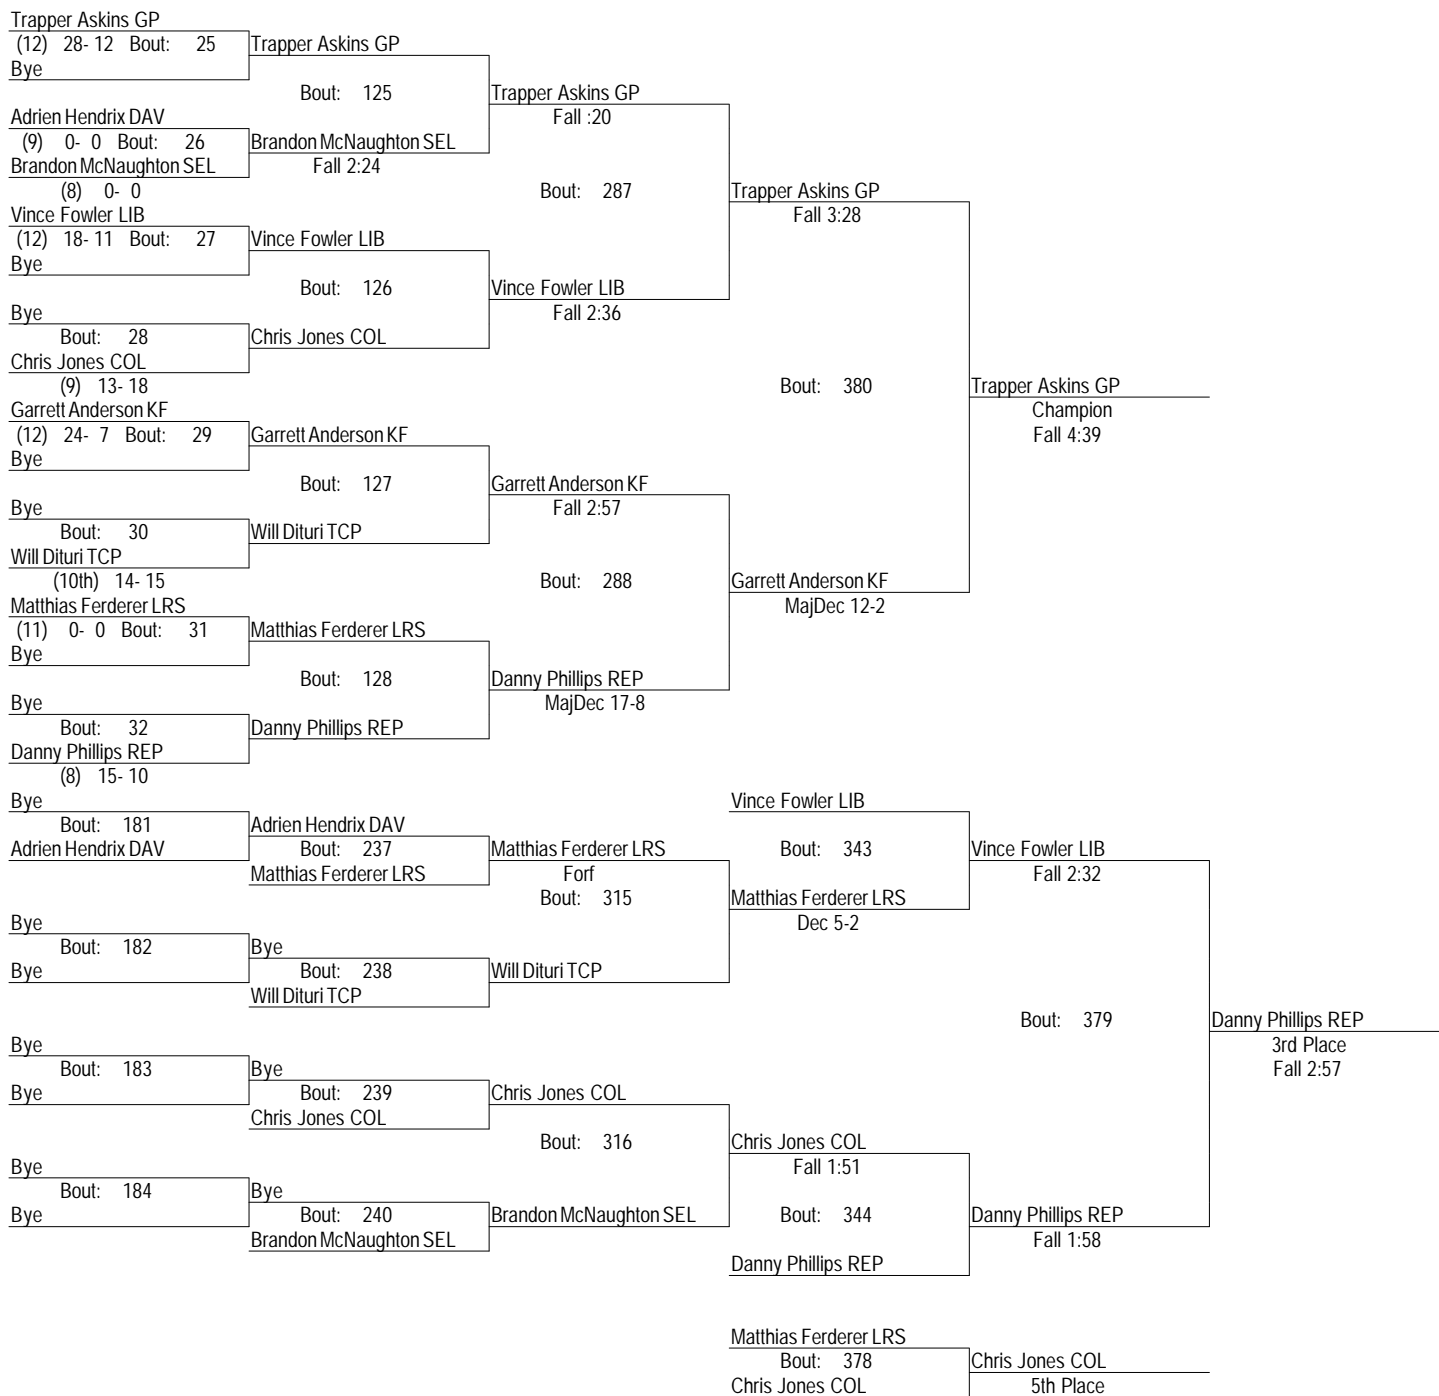 Trapper Askins GP
(12) 28- 12 Bout: 25 Trapper Askins GP
Bye
Bout: 125 Trapper Askins GP
Adrien Hendrix DAV Fall :20
(9) 0- 0 Bout: 26 Brandon McNaughton SEL
Brandon McNaughton SEL Fall 2:24
(8) 0- 0 Bout: 287 Trapper Askins GP
Vince Fowler LIB Fall 3:28
(12) 18- 11 Bout: 27 Vince Fowler LIB
Bye
Bout: 126 Vince Fowler LIB
Bye Fall 2:36
Bout: 28 Chris Jones COL
Chris Jones COL
(9) 13- 18 Bout: 380 Trapper Askins GP
Garrett Anderson KF Champion
(12) 24- 7 Bout: 29 Garrett Anderson KF Fall 4:39
Bye
Bout: 127 Garrett Anderson KF
Bye Fall 2:57
Bout: 30 Will Dituri TCP
Will Dituri TCP
(10th) 14- 15 Bout: 288 Garrett Anderson KF
Matthias Ferderer LRS MajDec 12-2
(11) 0- 0 Bout: 31 Matthias Ferderer LRS
Bye
Bout: 128 Danny Phillips REP
Bye MajDec 17-8
Bout: 32 Danny Phillips REP
Danny Phillips REP
(8) 15- 10
Bye Vince Fowler LIB
Bout: 181 Adrien Hendrix DAV
Adrien Hendrix DAV Bout: 237 Matthias Ferderer LRS Bout: 343 Vince Fowler LIB
Matthias Ferderer LRS Forf Fall 2:32
Bout: 315 Matthias Ferderer LRS
Bye Dec 5-2
Bout: 182 Bye
Bye Bout: 238 Will Dituri TCP
Will Dituri TCP
Bout: 379 Danny Phillips REP
Bye 3rd Place
Bout: 183 Bye Fall 2:57
Bye Bout: 239 Chris Jones COL
Chris Jones COL
Bout: 316 Chris Jones COL
Bye Fall 1:51
Bout: 184 Bye
Bye Bout: 240 Brandon McNaughton SEL Bout: 344 Danny Phillips REP
Brandon McNaughton SEL Fall 1:58
Danny Phillips REP
Matthias Ferderer LRS
Bout: 378 Chris Jones COL
Chris Jones COL 5th Place